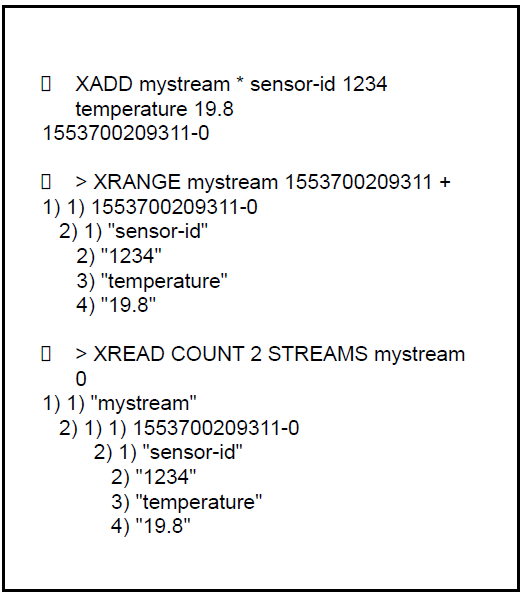 ▯ XADD mystream * sensor-id 1234
temperature 19.8
1553700209311-0
▯ > XRANGE mystream 1553700209311 +
1) 1) 1553700209311-0
2) 1) "sensor-id"
2) "1234"
3) "temperature"
4) "19.8"
▯ > XREAD COUNT 2 STREAMS mystream
0
1) 1) "mystream"
2) 1) 1) 1553700209311-0
2) 1) "sensor-id"
2) "1234"
3) "temperature"
4) "19.8"